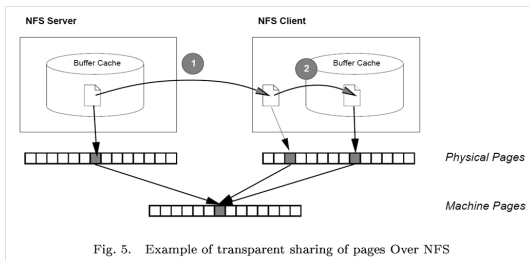 NFS Server
NFS Client
Buffer Cache
1
2
Buffer Cache
Physical Pages
Machine Pages
Fig. 5. Example of transparent sharing of pages Over NFS